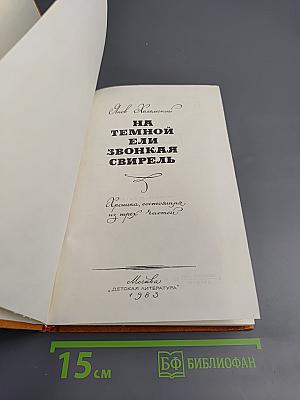 Яков Хелемский
НА
ТЕМНОЙ
ЕЛИ
ЗВОНКАЯ
СВИРЕЛЬ
Хроника, состоящая
из трех частей
Москва
"ДЕТСКАЯ ЛИТЕРАТУРА"
1983
15 см
БФ БИБЛИОФАН